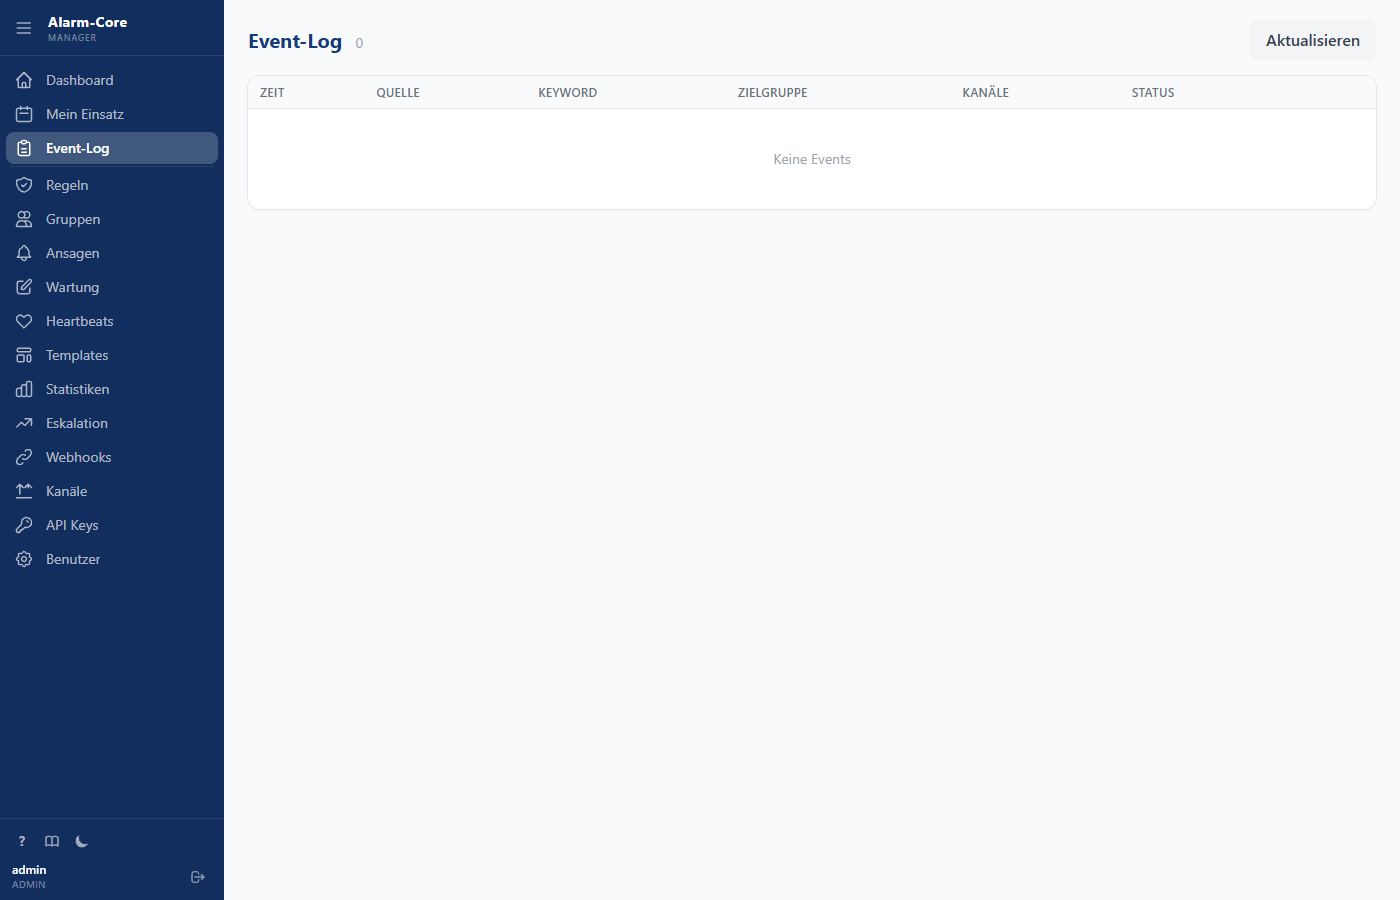 Alarm-Core
MANAGER
Dashboard
Mein Einsatz
Event-Log
Regeln
Gruppen
Ansagen
Wartung
Heartbeats
Templates
Statistiken
Eskalation
Webhooks
Kanäle
API Keys
Benutzer
?
admin
ADMIN
Event-Log 0
Aktualisieren
ZEIT QUELLE KEYWORD ZIELGRUPPE KANÄLE STATUS
Keine Events